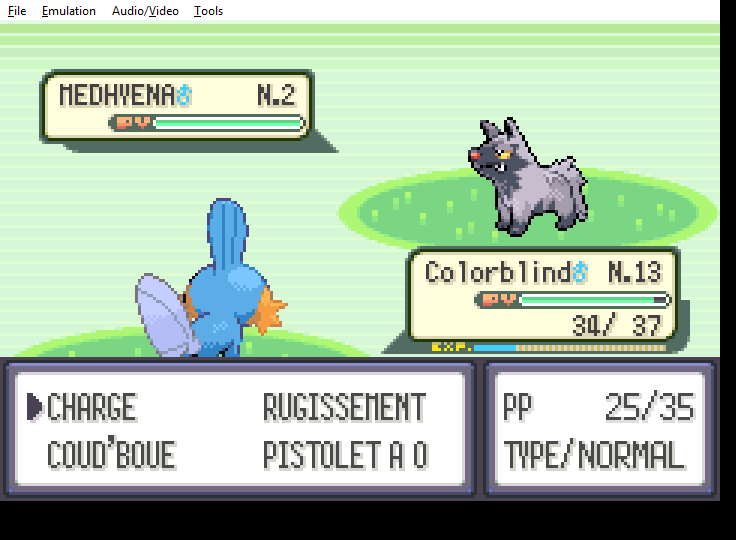 File Emulation Audio/Video Tools
MEDHYENA♂ N.2
PV
Colorblind♂ N.13
PV
34/ 37
EXP.
CHARGE RUGISSEMENT
COUD'BOUE PISTOLET A O
PP 25/35
TYPE/NORMAL